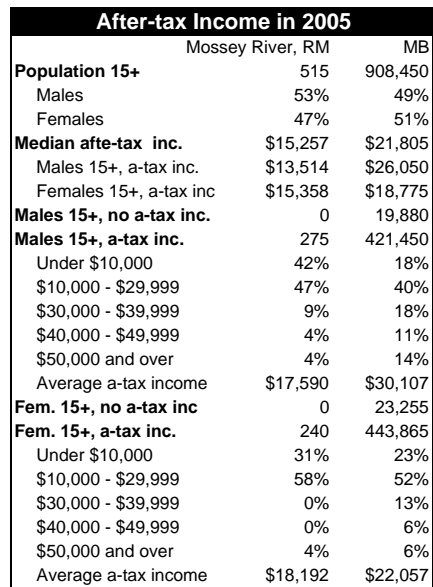 After-tax Income in 2005
Mossey River, RM MB
Population 15+ 515 908,450
Males 53% 49%
Females 47% 51%
Median afte-tax inc. $15,257 $21,805
Males 15+, a-tax inc. $13,514 $26,050
Females 15+, a-tax inc $15,358 $18,775
Males 15+, no a-tax inc. 0 19,880
Males 15+, a-tax inc. 275 421,450
Under $10,000 42% 18%
$10,000 - $29,999 47% 40%
$30,000 - $39,999 9% 18%
$40,000 - $49,999 4% 11%
$50,000 and over 4% 14%
Average a-tax income $17,590 $30,107
Fem. 15+, no a-tax inc 0 23,255
Fem. 15+, a-tax inc. 240 443,865
Under $10,000 31% 23%
$10,000 - $29,999 58% 52%
$30,000 - $39,999 0% 13%
$40,000 - $49,999 0% 6%
$50,000 and over 4% 6%
Average a-tax income $18,192 $22,057